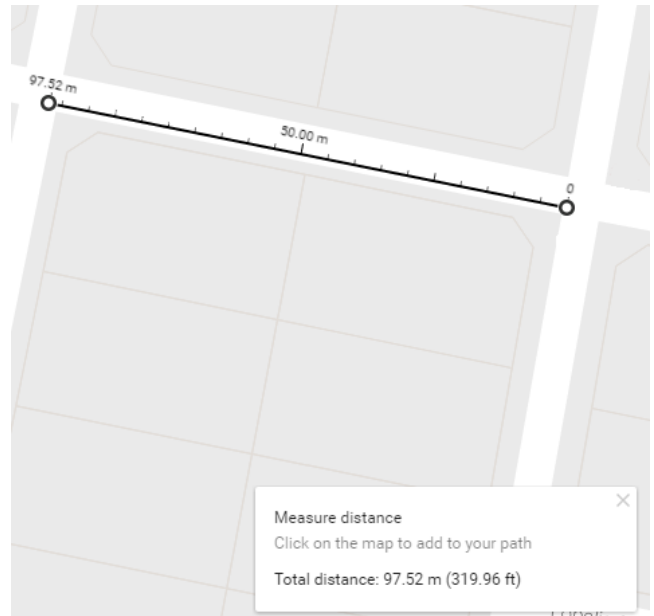 97.52 m
50.00 m
0
Measure distance
Click on the map to add to your path
Total distance: 97.52 m (319.96 ft)